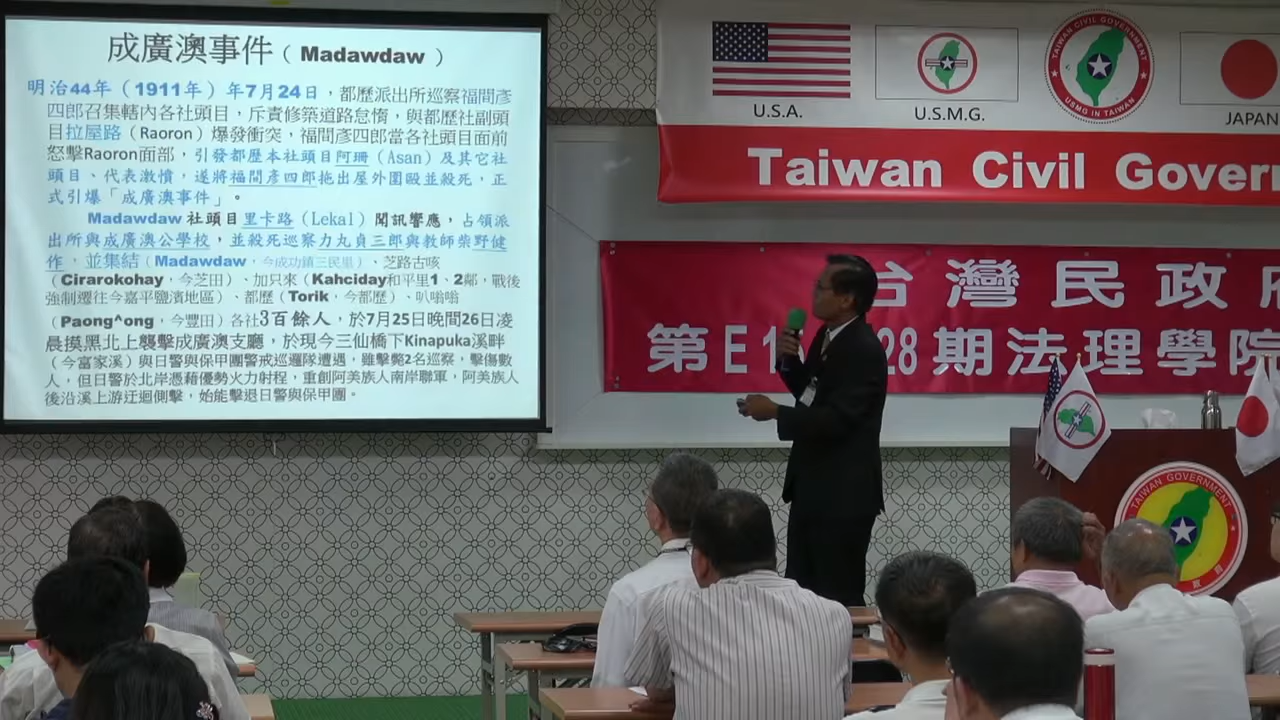 成廣澳事件（Madawdaw ）
明治44年（1911年）年7月24日，都歷派出所巡察福間彥
四郎召集轄內各社頭目，斥責修築道路怠惰，與都歷社副頭
目拉屋路（Raoron）爆發衝突，福間彥四郎當各社頭目面前
怒擊Raoron面部，引發都歷本社頭目阿珊（Asan）及其它社
頭目、代表激憤，遂將福間彥四郎拖出屋外圍毆並殺死，正
式引爆「成廣澳事件」。
Madawdaw 社頭目里卡路（Lekal）聞訊響應，占領派
出所與成廣澳公學校，並殺死巡察力丸貞三郎與教師柴野健
作，並集結（Madawdaw，今成功鎮三民里）、芝路古咳
（Cirarokohay，今芝田）、加只來（Kahciday和平里1、2鄰，戰後
強制遷往今嘉平鹽濱地區）、都歷（Torik，今都歷）、叭嗡嗡
（Paong^ong，今豐田）各社3百餘人，於7月25日晚間26日凌
晨摸黑北上襲擊成廣澳支廳，於現今三仙橋下Kinapuka溪畔
（今富家溪）與日警與保甲團警戒巡邏隊遭遇，雖擊斃2名巡察，擊傷數
人，但日警於北岸憑藉優勢火力射程，重創阿美族人南岸聯軍，阿美族人
後沿溪上游迂迴側擊，始能擊退日警與保甲團。
U.S.A.
U.S.M.G.
TAIWAN CIVIL GOVERNMENT
USMG IN TAIWAN
JAPAN
Taiwan Civil Govern
台灣民政府
第E1 28期法理學院
TAIWAN GOVERNMENT
政府